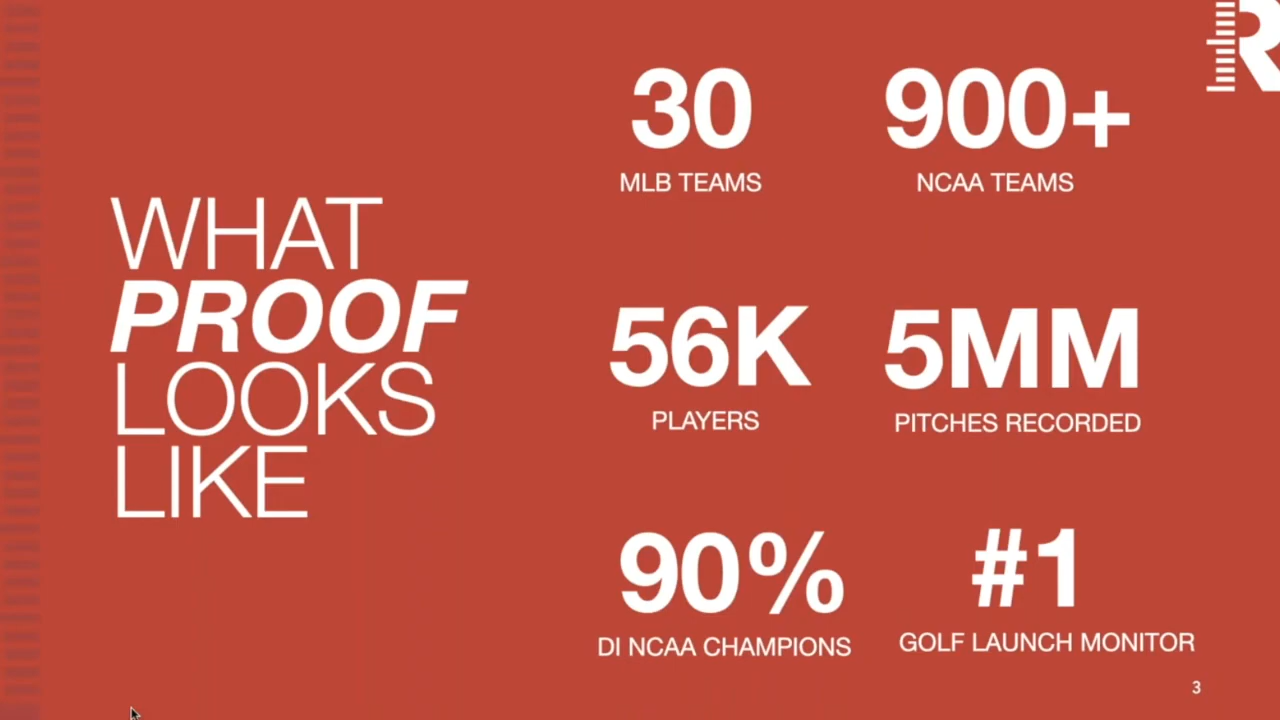 WHAT
PROOF
LOOKS
LIKE
30
MLB TEAMS
900+
NCAA TEAMS
56K
PLAYERS
5MM
PITCHES RECORDED
90%
DI NCAA CHAMPIONS
#1
GOLF LAUNCH MONITOR
R
3